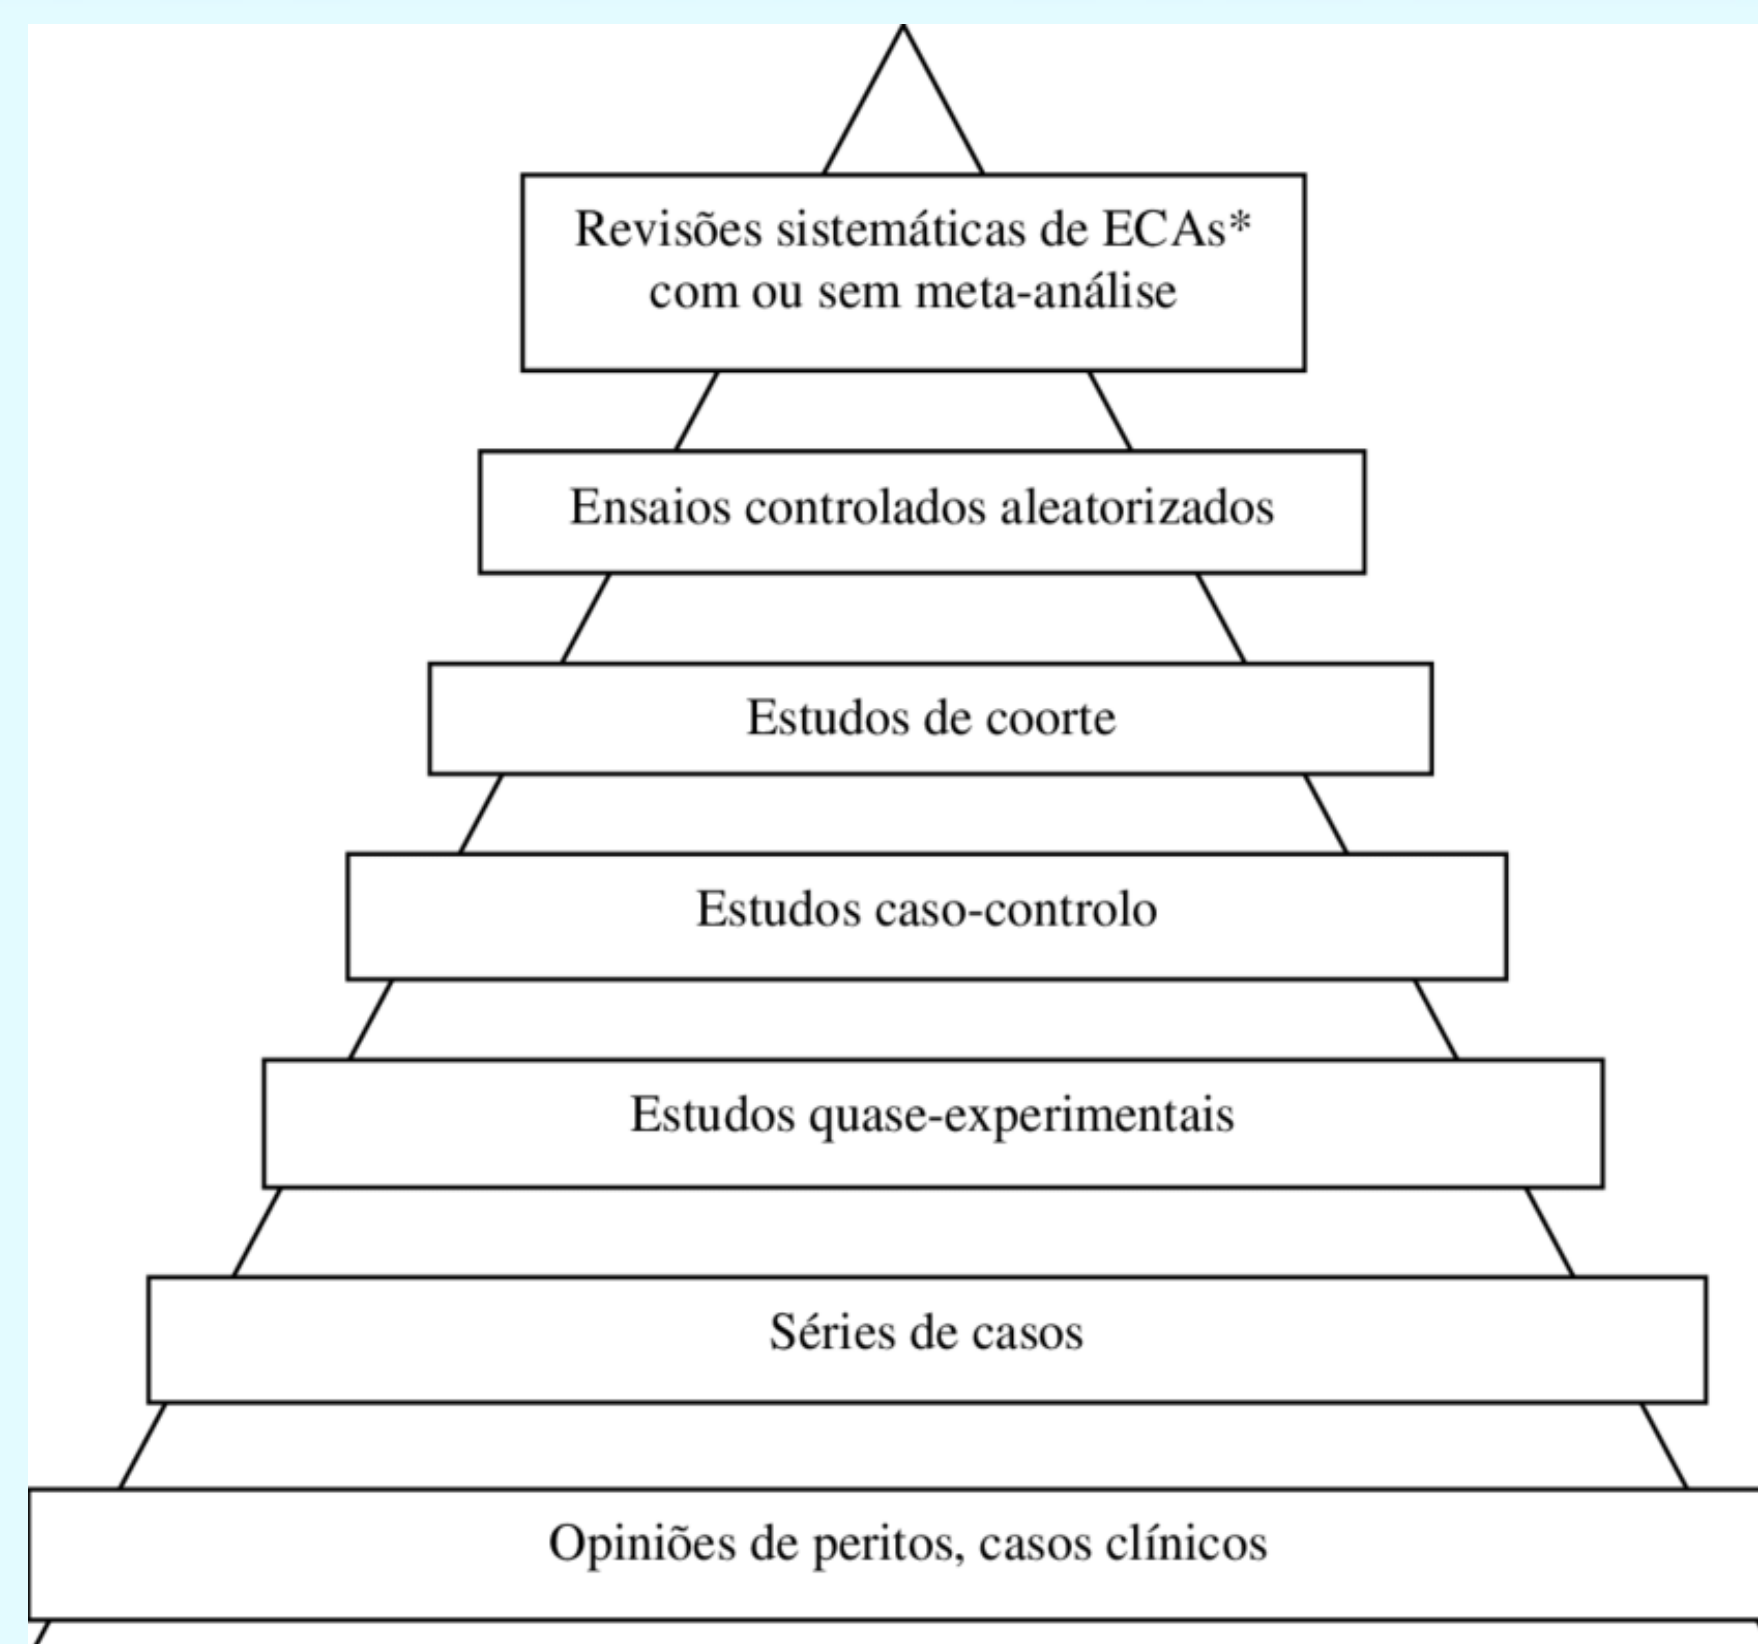 Revisões sistemáticas de ECAs*
com ou sem meta-análise
Ensaios controlados aleatorizados
Estudos de coorte
Estudos caso-controlo
Estudos quase-experimentais
Séries de casos
Opiniões de peritos, casos clínicos